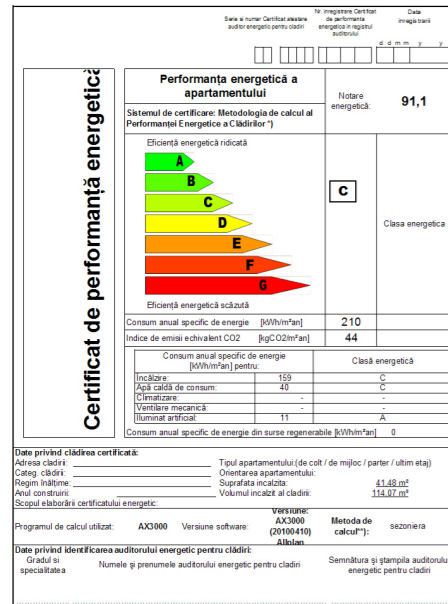 Serie si numar Certificat atestare
auditor energetic pentru cladiri
Nr. inregistrare Certificat
de performanta
energetica in registrul
auditorului
Data
inregistrarii
d d m m y y
Certificat de performanță energetică
Performanța energetică a
apartamentului
Sistemul de certificare: Metodologia de calcul al
Performanței Energetice a Clădirilor *)
Notare
energetică:
91,1
Eficiență energetică ridicată
A
B
C
D
E
F
G
Eficiență energetică scăzută
C
Clasa energetica
Consum anual specific de energie [kWh/m²an] 210
Indice de emisii echivalent CO2 [kgCO2/m²an] 44
Consum anual specific de energie
[kWh/m²an] pentru:
Clasă energetică
Încălzire: 159 C
Apă caldă de consum: 40 C
Climatizare: - -
Ventilare mecanică: - -
Iluminat artificial: 11 A
Consum anual specific de energie din surse regenerabile [kWh/m²an] 0
Date privind clădirea certificată:
Adresa cladirii:
Categ. clădirii:
Regim înălțime:
Anul construirii:
Scopul elaborării certificatului energetic:
Tipul apartamentului:(de colt / de mijloc / parter / ultim etaj)
Orientarea apartamentului:
Suprafata incalzita 41.48 m²
Volumul incalzit al cladirii: 114.07 m²
Programul de calcul utilizat: AX3000 Versiune software:
Versiune:
AX3000
(20100410)
Allplan
Metoda de
calcul**):
sezoniera
Date privind identificarea auditorului energetic pentru clădiri:
Gradul si
specialitatea
Numele și prenumele auditorului energetic pentru cladiri
Semnătura și ștampila auditorului
energetic pentru cladiri